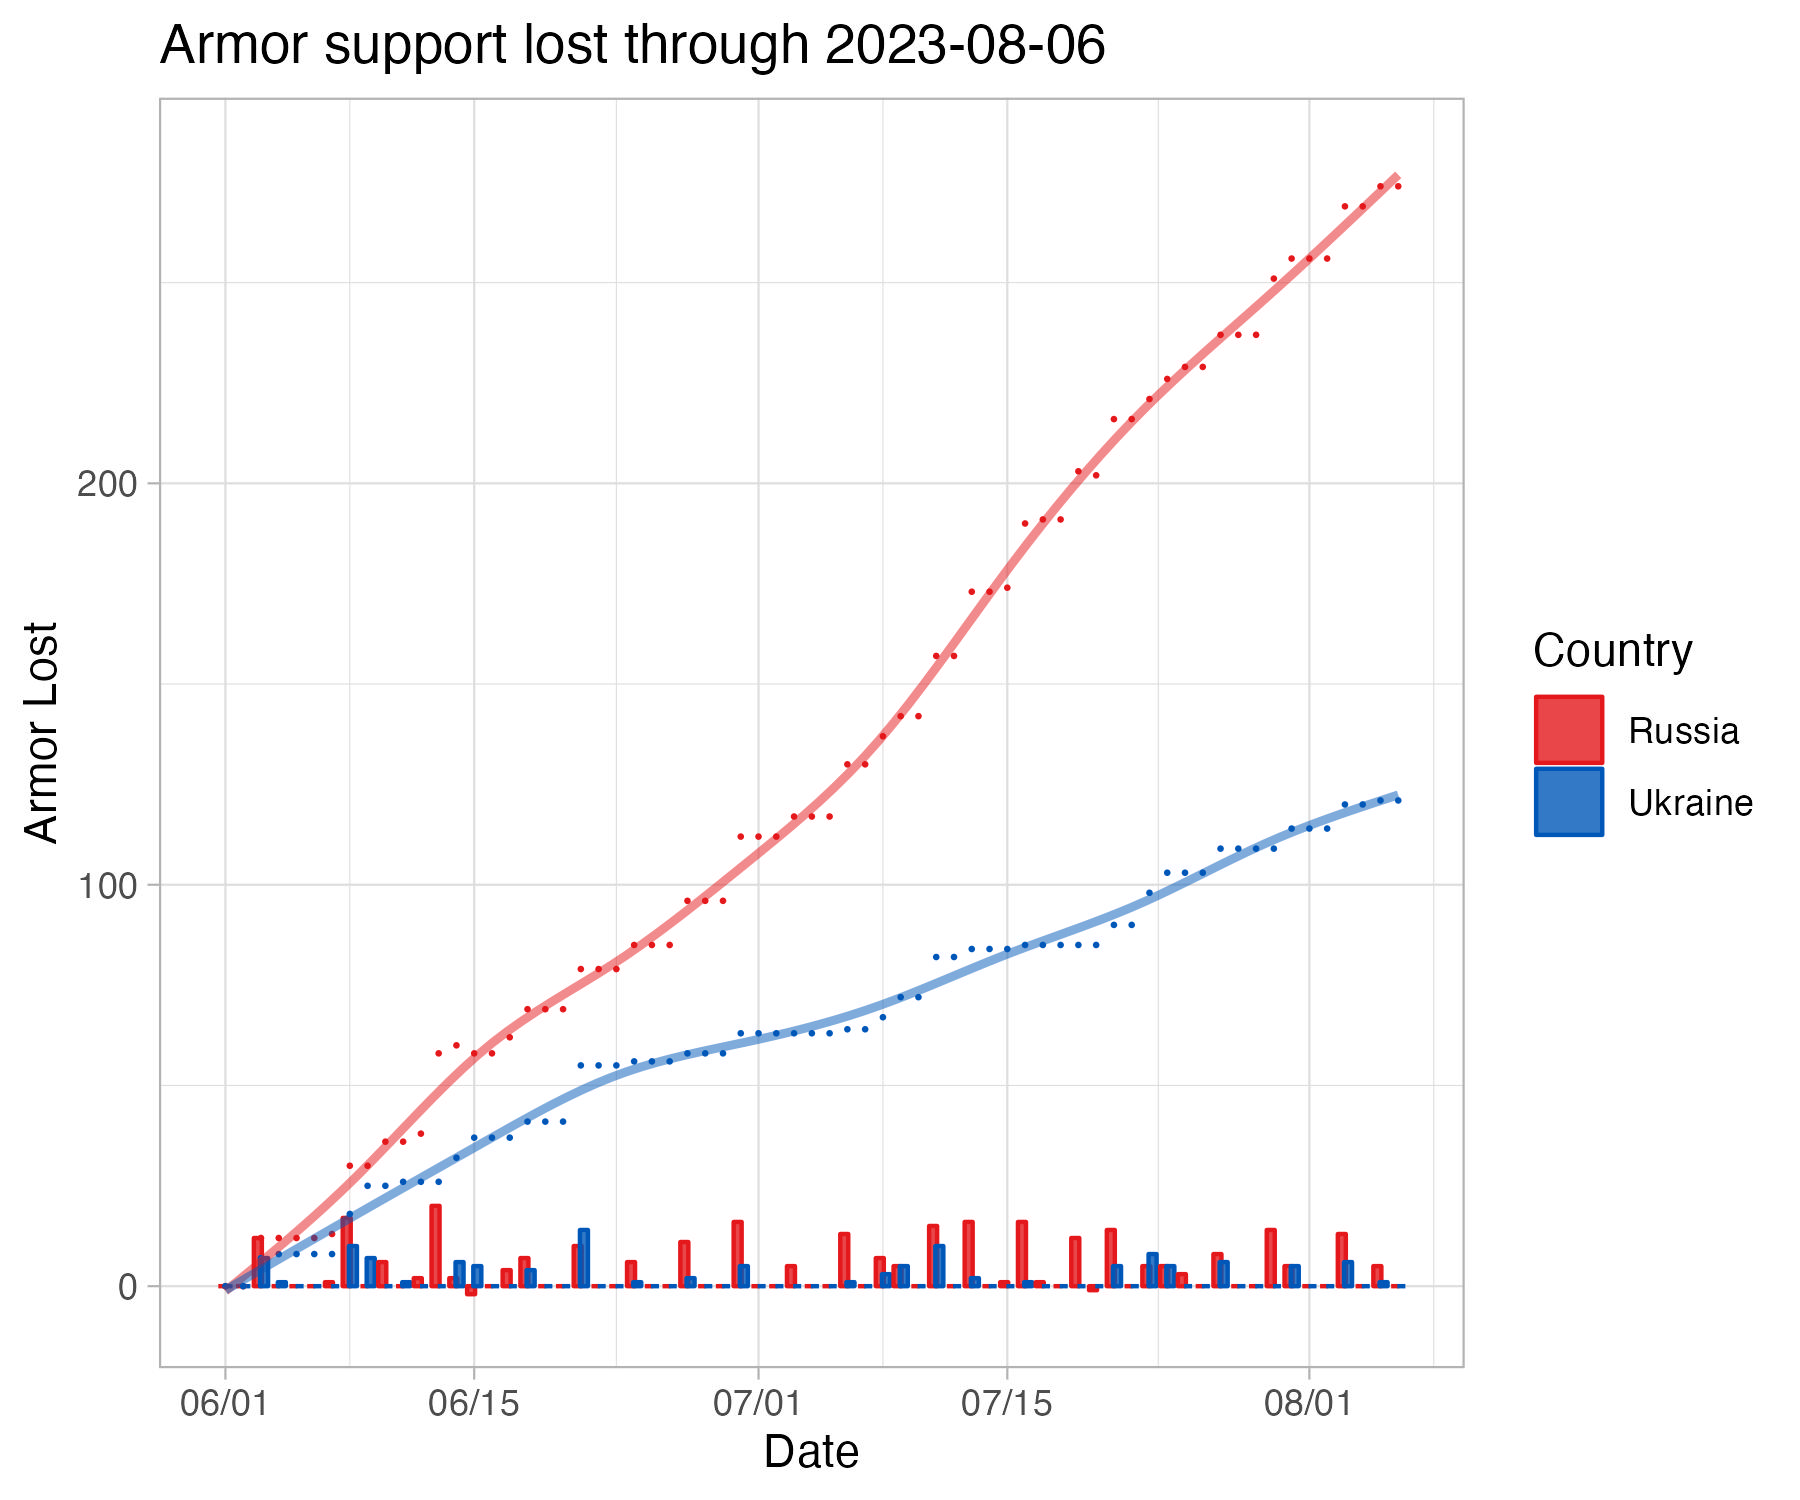 Armor support lost through 2023-08-06
Armor Lost
200
100
0
06/01
06/15
07/01
07/15
08/01
Date
Country
Russia
Ukraine